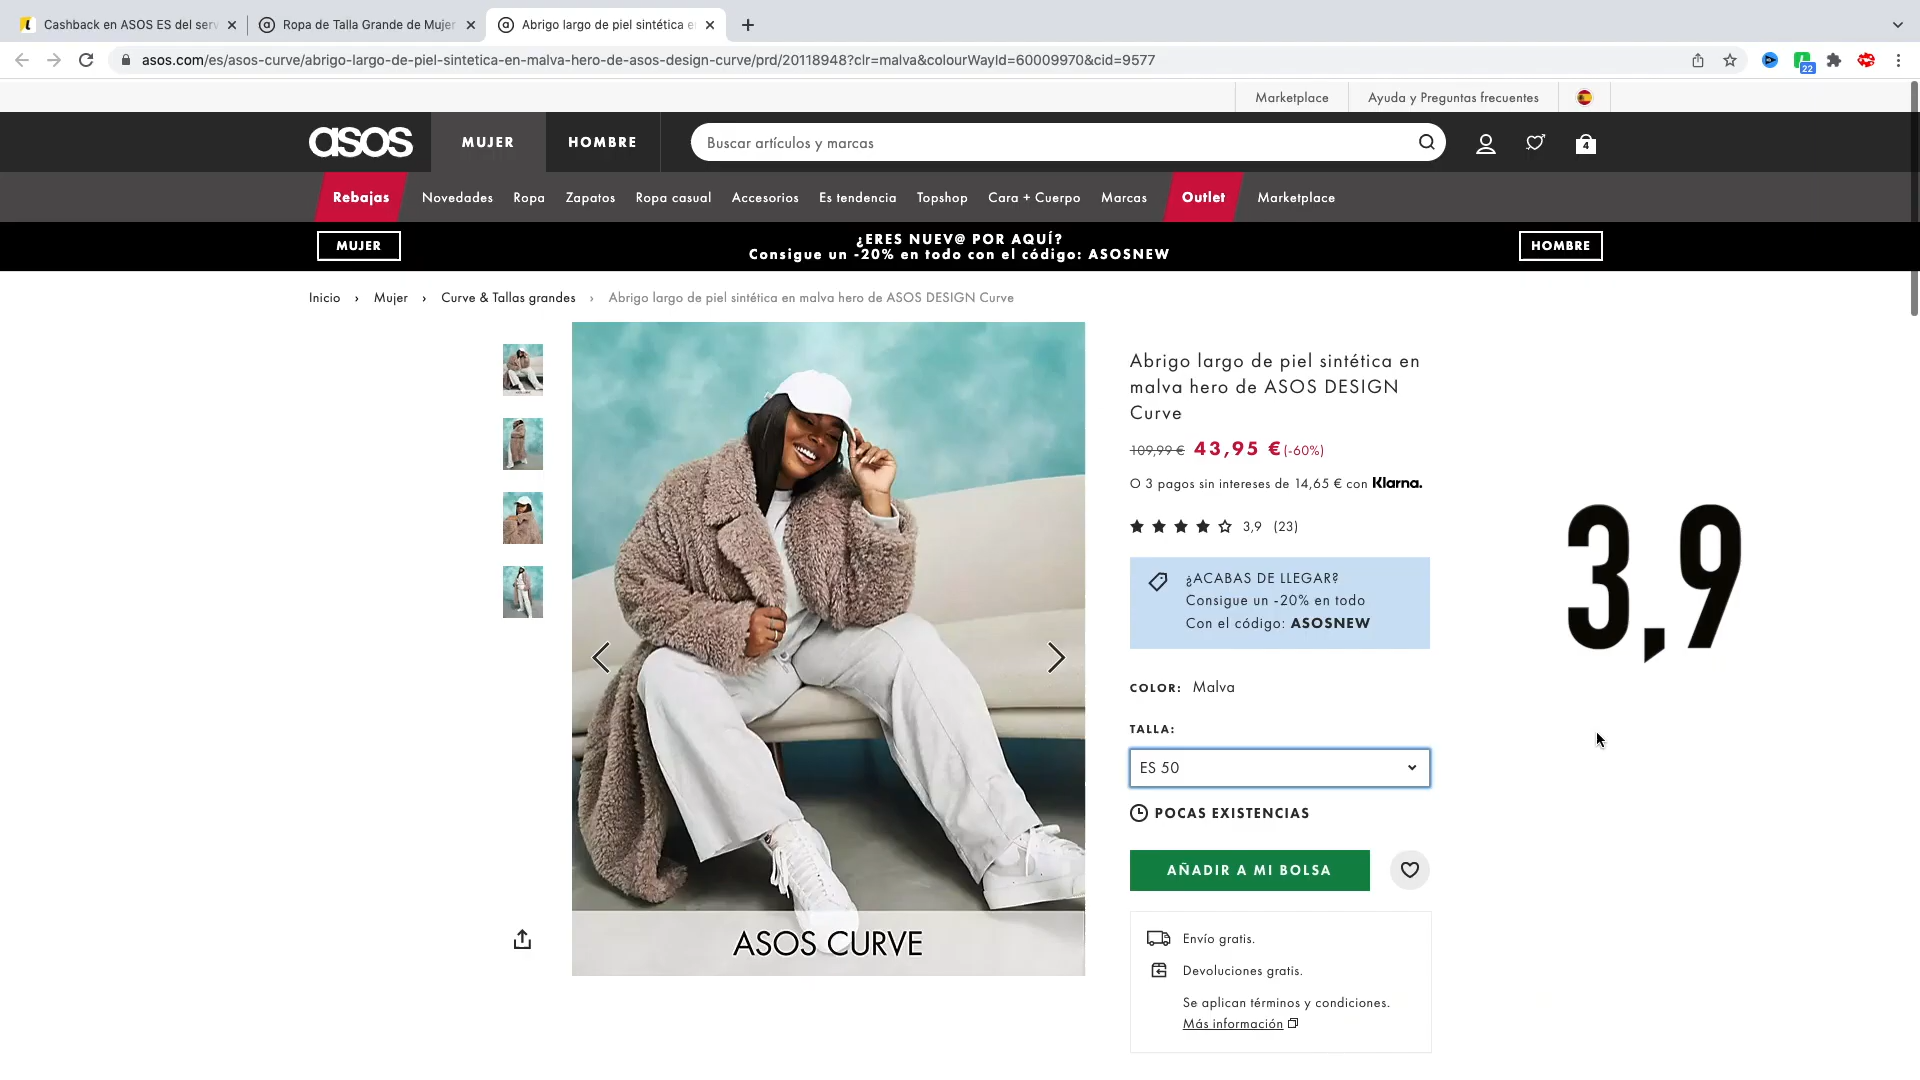 Cashback en ASOS ES del serv
Ropa de Talla Grande de Mujer
Abrigo largo de piel sintética e
asos.com/es/asos-curve/abrigo-largo-de-piel-sintetica-en-malva-hero-de-asos-design-curve/prd/20118948?clr=malva&colourWayId=60009970&cid=9577
22
Marketplace
Ayuda y Preguntas frecuentes
asos
MUJER
HOMBRE
Buscar artículos y marcas
4
Rebajas
Novedades
Ropa
Zapatos
Ropa casual
Accesorios
Es tendencia
Topshop
Cara + Cuerpo
Marcas
Outlet
Marketplace
MUJER
¿ERES NUEV@ POR AQUÍ?
Consigue un -20% en todo con el código: ASOSNEW
HOMBRE
Inicio › Mujer › Curve & Tallas grandes › Abrigo largo de piel sintética en malva hero de ASOS DESIGN Curve
Abrigo largo de piel sintética en
malva hero de ASOS DESIGN
Curve
109,99 € 43,95 € (-60%)
O 3 pagos sin intereses de 14,65 € con Klarna.
3,9 (23)
¿ACABAS DE LLEGAR?
Consigue un -20% en todo
Con el código: ASOSNEW
3,9
COLOR: Malva
TALLA:
ES 50
POCAS EXISTENCIAS
AÑADIR A MI BOLSA
ASOS CURVE
Envío gratis.
Devoluciones gratis.
Se aplican términos y condiciones.
Más información